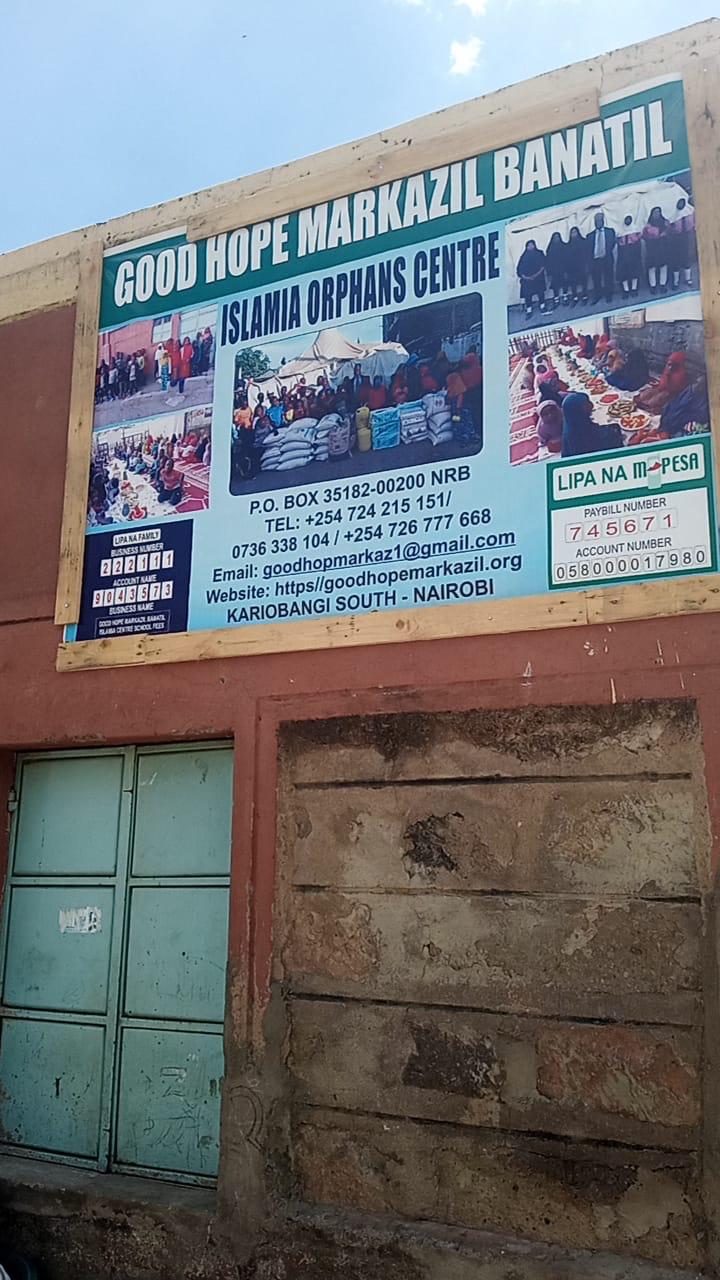 GOOD HOPE MARKAZIL BANATIL
ISLAMIA ORPHANS CENTRE
P.O. BOX 35182-00200 NRB
TEL: +254 724 215 151/
0736 338 104 / +254 726 777 668
Email: goodhopmarkaz1@gmail.com
Website: https//goodhopemarkazil.org
KARIOBANGI SOUTH - NAIROBI
LIPA NA FAMILY
BUSINESS NUMBER
222111
ACCOUNT NAME
9043573
BUSINESS NAME
GOOD HOPE MARKAZIL BANATIL
ISLAMIA CENTRE SCHOOL FEES
LIPA NA M-PESA
PAYBILL NUMBER
745671
ACCOUNT NUMBER
058000017980